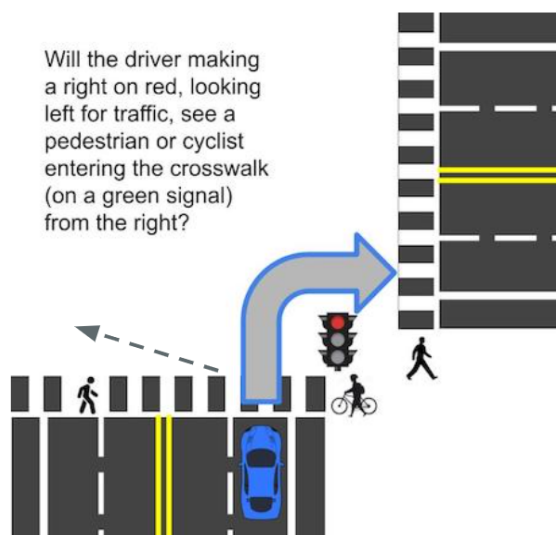 Will the driver making
a right on red, looking
left for traffic, see a
pedestrian or cyclist
entering the crosswalk
(on a green signal)
from the right?